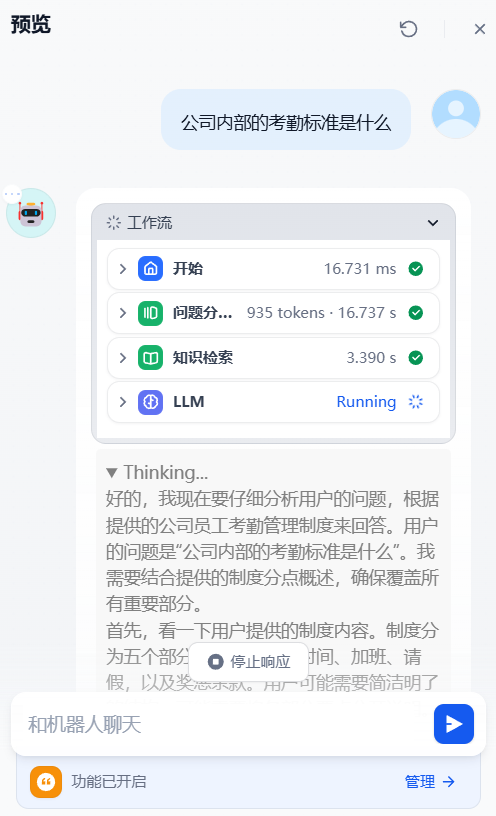 预览
公司内部的考勤标准是什么
工作流
开始 16.731 ms
问题分... 935 tokens · 16.737 s
知识检索 3.390 s
LLM Running
Thinking...
好的，我现在要仔细分析用户的问题，根据
提供的公司员工考勤管理制度来回答。用户
的问题是“公司内部的考勤标准是什么”。我
需要结合提供的制度分点概述，确保覆盖所
有重要部分。
首先，看一下用户提供的制度内容。制度分
为五个部分 时间、加班、请
停止响应
假，以及奖惩条款。用户可能需要简洁明了
和机器人聊天
功能已开启 管理